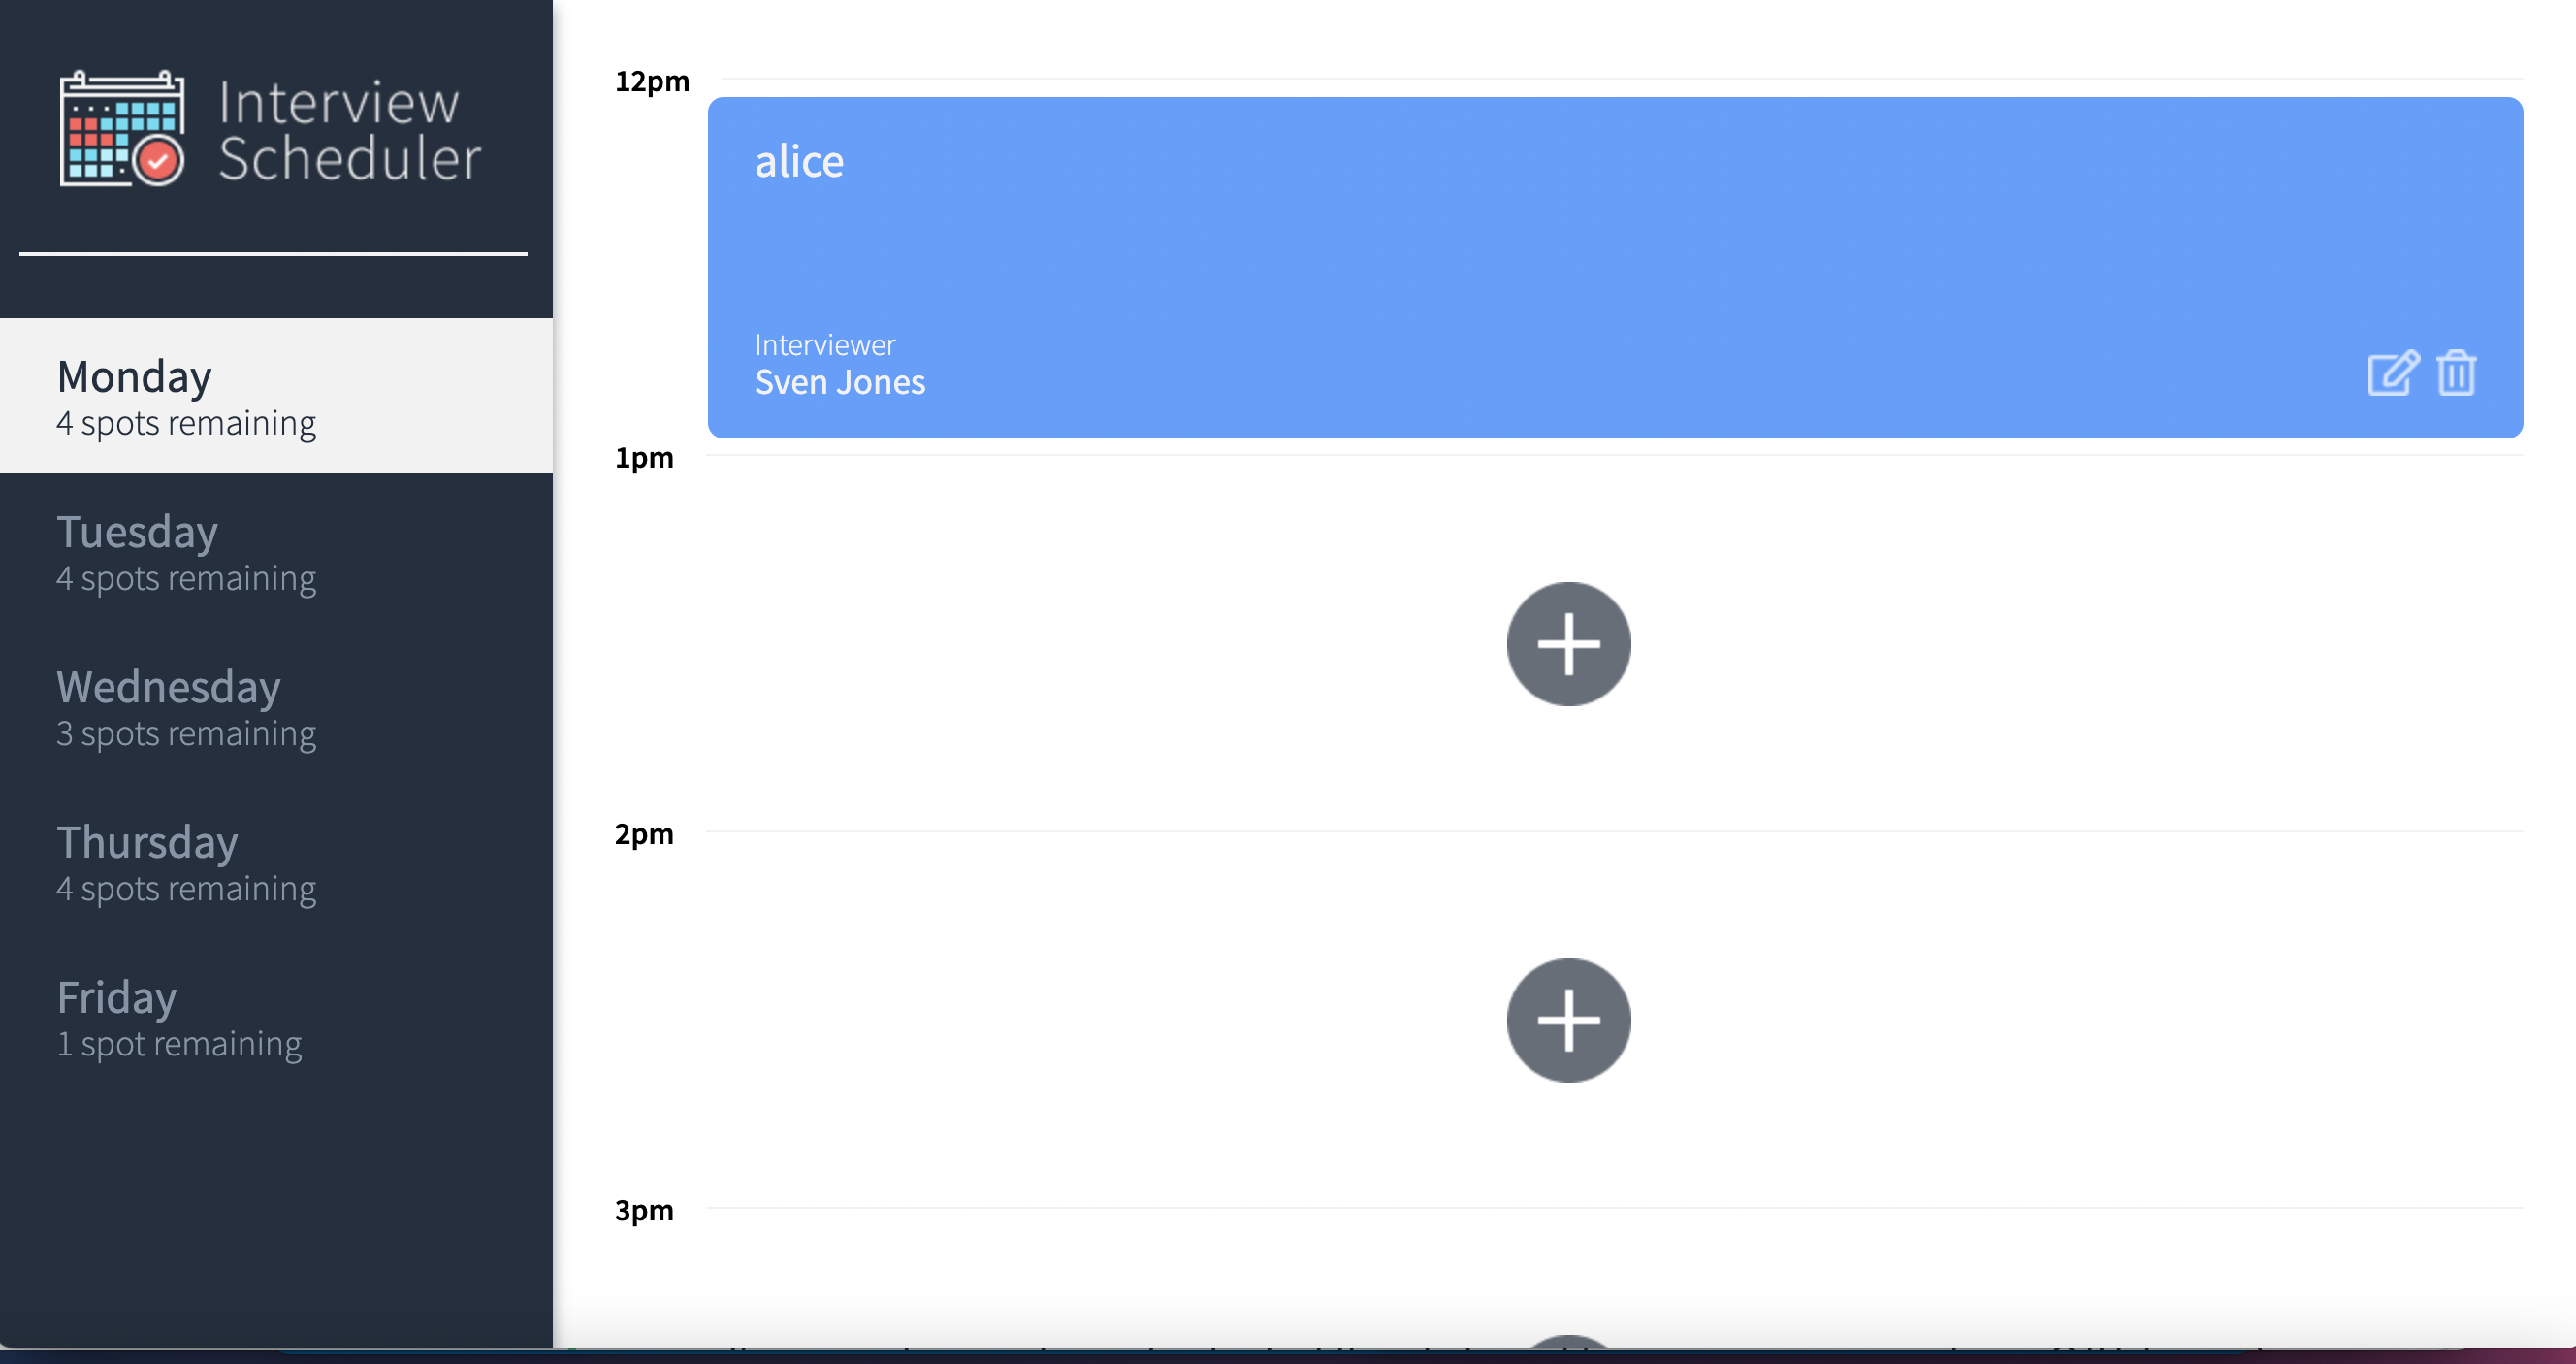 Interview
Scheduler
Monday
4 spots remaining
Tuesday
4 spots remaining
Wednesday
3 spots remaining
Thursday
4 spots remaining
Friday
1 spot remaining
12pm
alice
Interviewer
Sven Jones
1pm
2pm
3pm